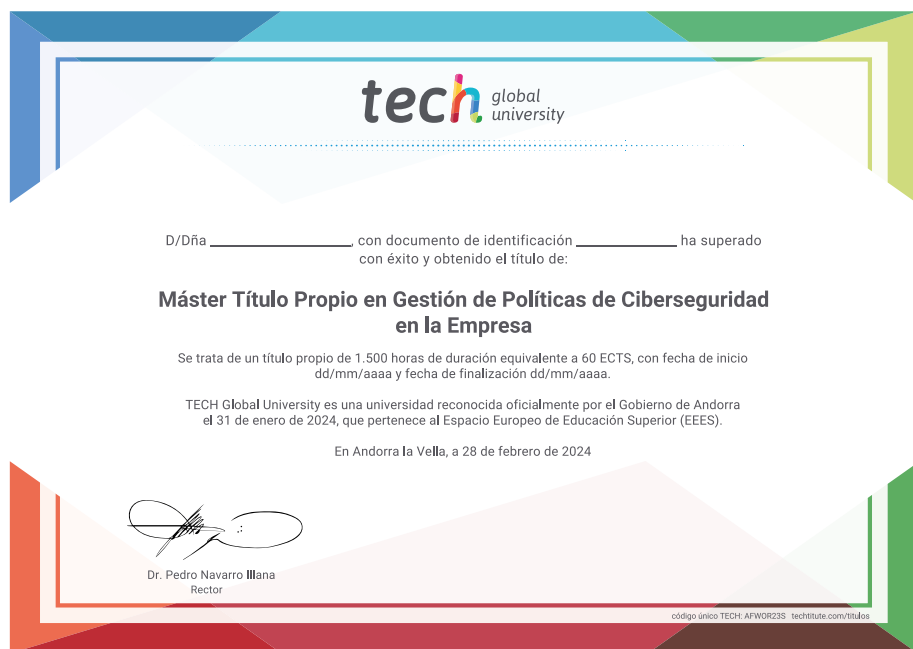 tech global
university
D/Dña ________________, con documento de identificación ____________ ha superado
con éxito y obtenido el título de:
Máster Título Propio en Gestión de Políticas de Ciberseguridad
en la Empresa
Se trata de un título propio de 1.500 horas de duración equivalente a 60 ECTS, con fecha de inicio
dd/mm/aaaa y fecha de finalización dd/mm/aaaa.
TECH Global University es una universidad reconocida oficialmente por el Gobierno de Andorra
el 31 de enero de 2024, que pertenece al Espacio Europeo de Educación Superior (EEES).
En Andorra la Vella, a 28 de febrero de 2024
Dr. Pedro Navarro Illana
Rector
código único TECH: AFWOR23S techtitute.com/titulos